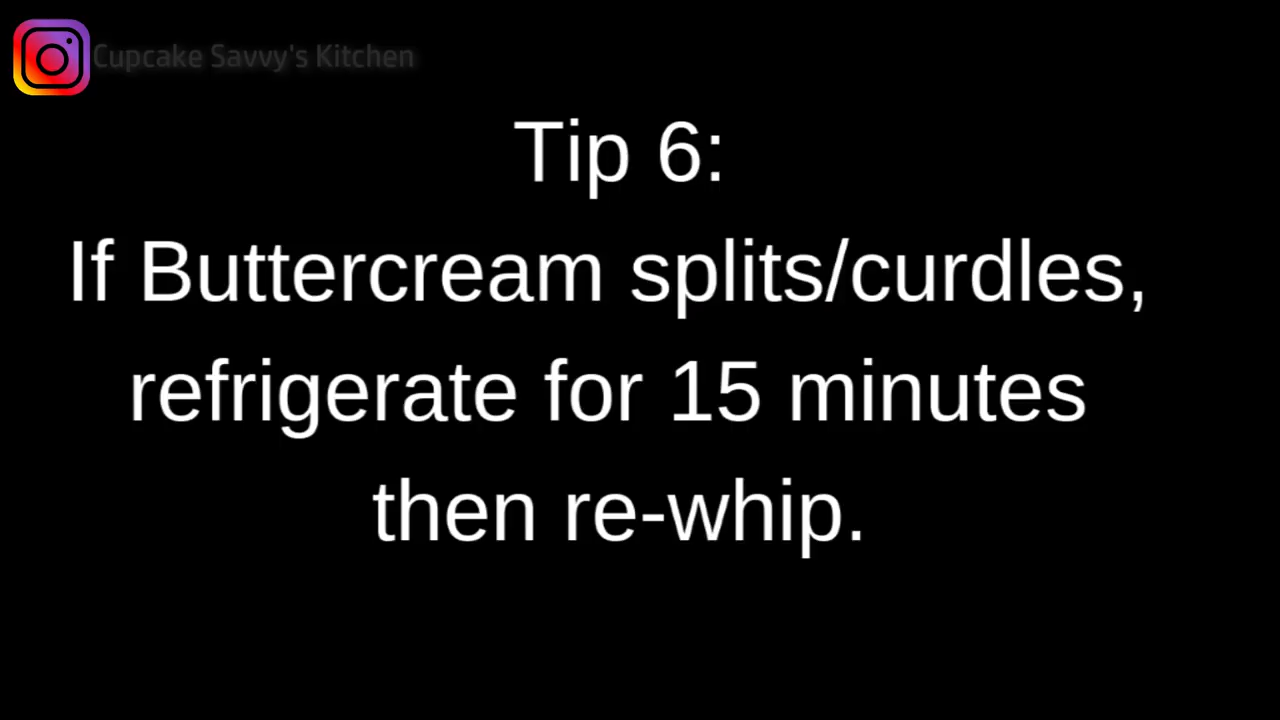 Cupcake Savvy's Kitchen
Tip 6:
If Buttercream splits/curdles,
refrigerate for 15 minutes
then re-whip.